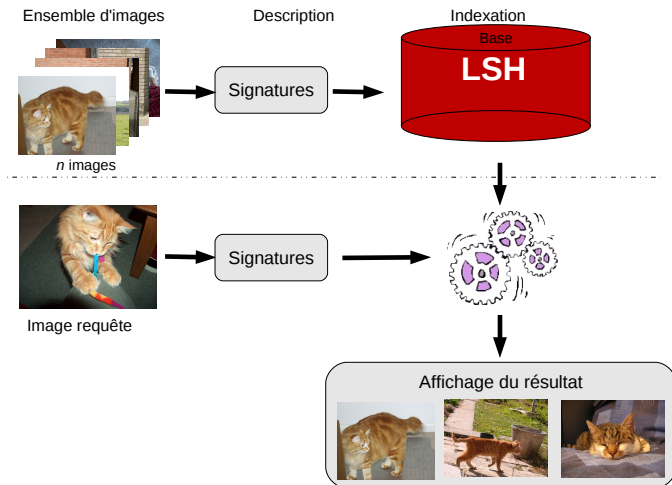 Ensemble d'images
Description
Indexation
Base
LSH
Signatures
n images
Signatures
Image requête
Affichage du résultat